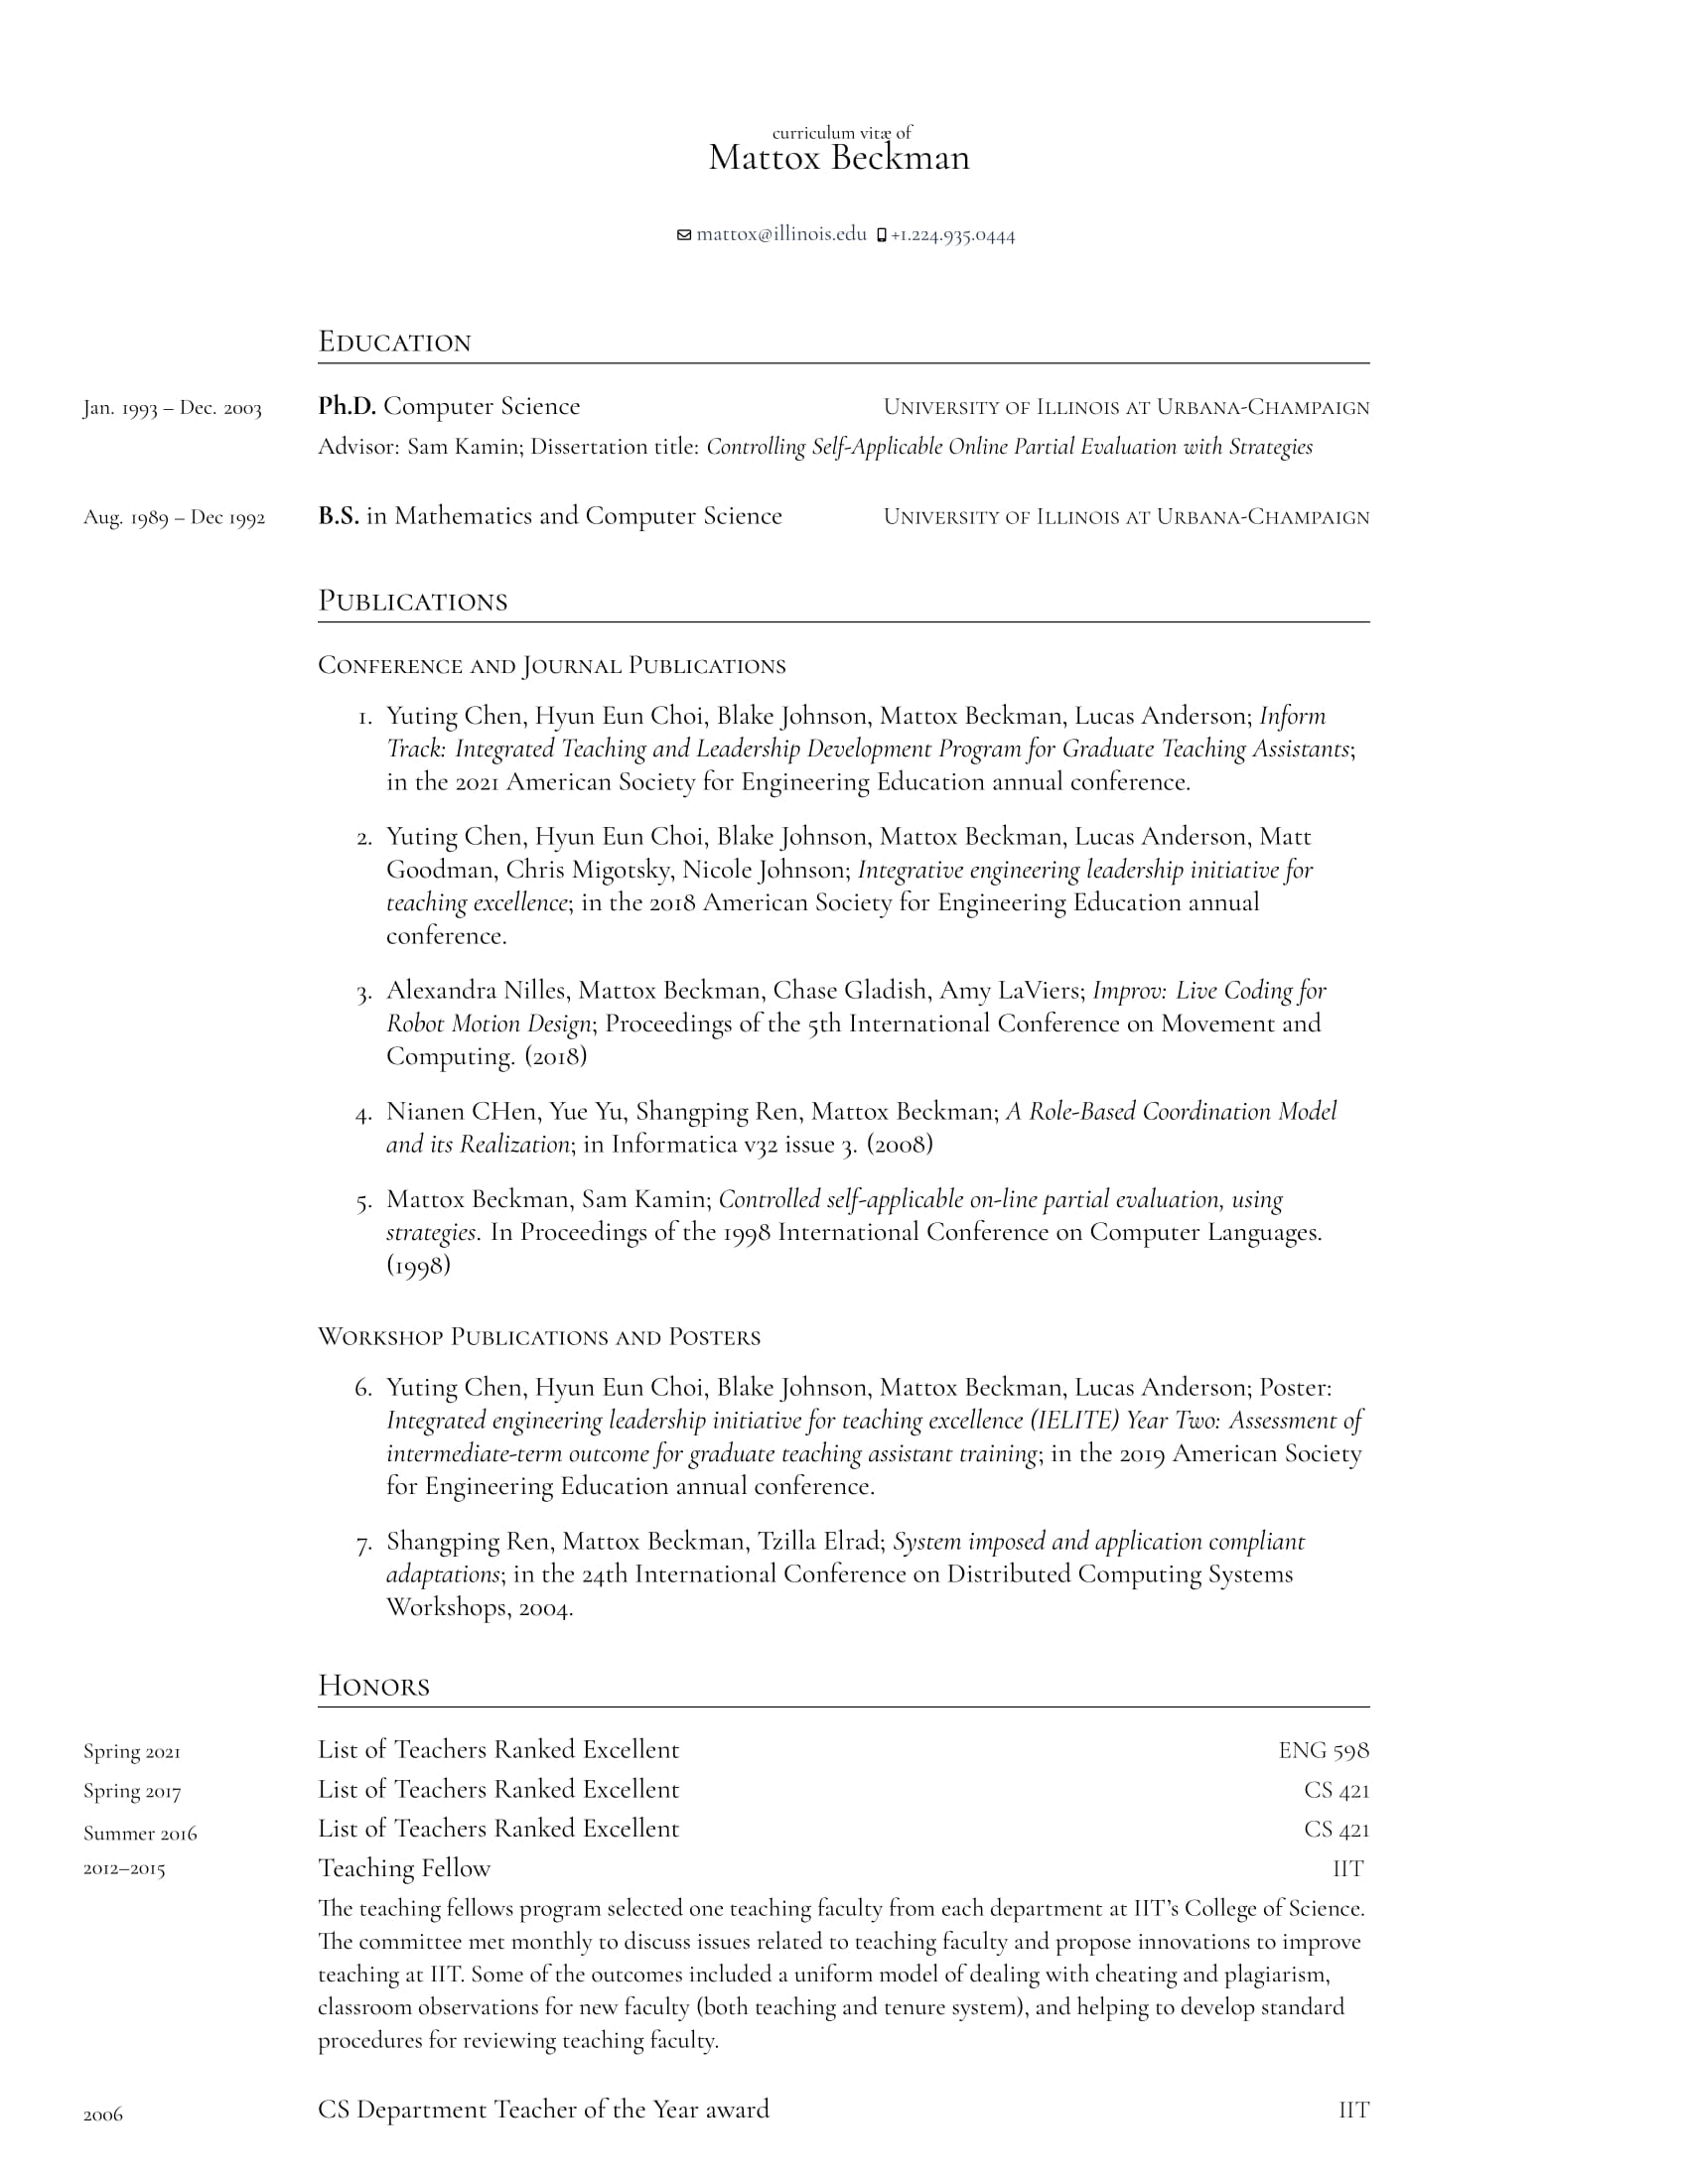 curriculum vitæ of
Mattox Beckman
mattox@illinois.edu +1.224.935.0444
Education
Jan. 1993 – Dec. 2003 Ph.D. Computer Science University of Illinois at Urbana-Champaign
Advisor: Sam Kamin; Dissertation title: Controlling Self-Applicable Online Partial Evaluation with Strategies
Aug. 1989 – Dec 1992 B.S. in Mathematics and Computer Science University of Illinois at Urbana-Champaign
Publications
Conference and Journal Publications
1. Yuting Chen, Hyun Eun Choi, Blake Johnson, Mattox Beckman, Lucas Anderson; Inform
Track: Integrated Teaching and Leadership Development Program for Graduate Teaching Assistants;
in the 2021 American Society for Engineering Education annual conference.
2. Yuting Chen, Hyun Eun Choi, Blake Johnson, Mattox Beckman, Lucas Anderson, Matt
Goodman, Chris Migotsky, Nicole Johnson; Integrative engineering leadership initiative for
teaching excellence; in the 2018 American Society for Engineering Education annual
conference.
3. Alexandra Nilles, Mattox Beckman, Chase Gladish, Amy LaViers; Improv: Live Coding for
Robot Motion Design; Proceedings of the 5th International Conference on Movement and
Computing. (2018)
4. Nianen CHen, Yue Yu, Shangping Ren, Mattox Beckman; A Role-Based Coordination Model
and its Realization; in Informatica v32 issue 3. (2008)
5. Mattox Beckman, Sam Kamin; Controlled self-applicable on-line partial evaluation, using
strategies. In Proceedings of the 1998 International Conference on Computer Languages.
(1998)
Workshop Publications and Posters
6. Yuting Chen, Hyun Eun Choi, Blake Johnson, Mattox Beckman, Lucas Anderson; Poster:
Integrated engineering leadership initiative for teaching excellence (IELITE) Year Two: Assessment of
intermediate-term outcome for graduate teaching assistant training; in the 2019 American Society
for Engineering Education annual conference.
7. Shangping Ren, Mattox Beckman, Tzilla Elrad; System imposed and application compliant
adaptations; in the 24th International Conference on Distributed Computing Systems
Workshops, 2004.
Honors
Spring 2021 List of Teachers Ranked Excellent ENG 598
Spring 2017 List of Teachers Ranked Excellent CS 421
Summer 2016 List of Teachers Ranked Excellent CS 421
2012–2015 Teaching Fellow IIT
The teaching fellows program selected one teaching faculty from each department at IIT's College of Science.
The committee met monthly to discuss issues related to teaching faculty and propose innovations to improve
teaching at IIT. Some of the outcomes included a uniform model of dealing with cheating and plagiarism,
classroom observations for new faculty (both teaching and tenure system), and helping to develop standard
procedures for reviewing teaching faculty.
2006 CS Department Teacher of the Year award IIT